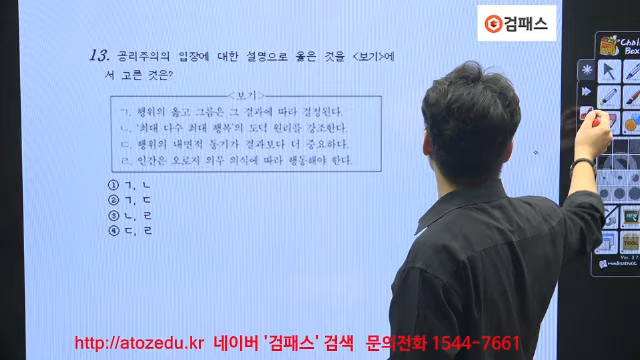 검패스
13. 공리주의의 입장에 대한 설명으로 옳은 것을 <보기>에
서 고른 것은?
<보기>
ㄱ. 행위의 옳고 그름은 그 결과에 따라 결정된다.
ㄴ. '최대 다수 최대 행복'의 도덕 원리를 강조한다.
ㄷ. 행위의 내면적 동기가 결과보다 더 중요하다.
ㄹ. 인간은 오로지 의무 의식에 따라 행동해야 한다.
① ㄱ, ㄴ
② ㄱ, ㄷ
③ ㄴ, ㄹ
④ ㄷ, ㄹ
http://atozedu.kr 네이버 '검패스' 검색 문의전화 1544-7661